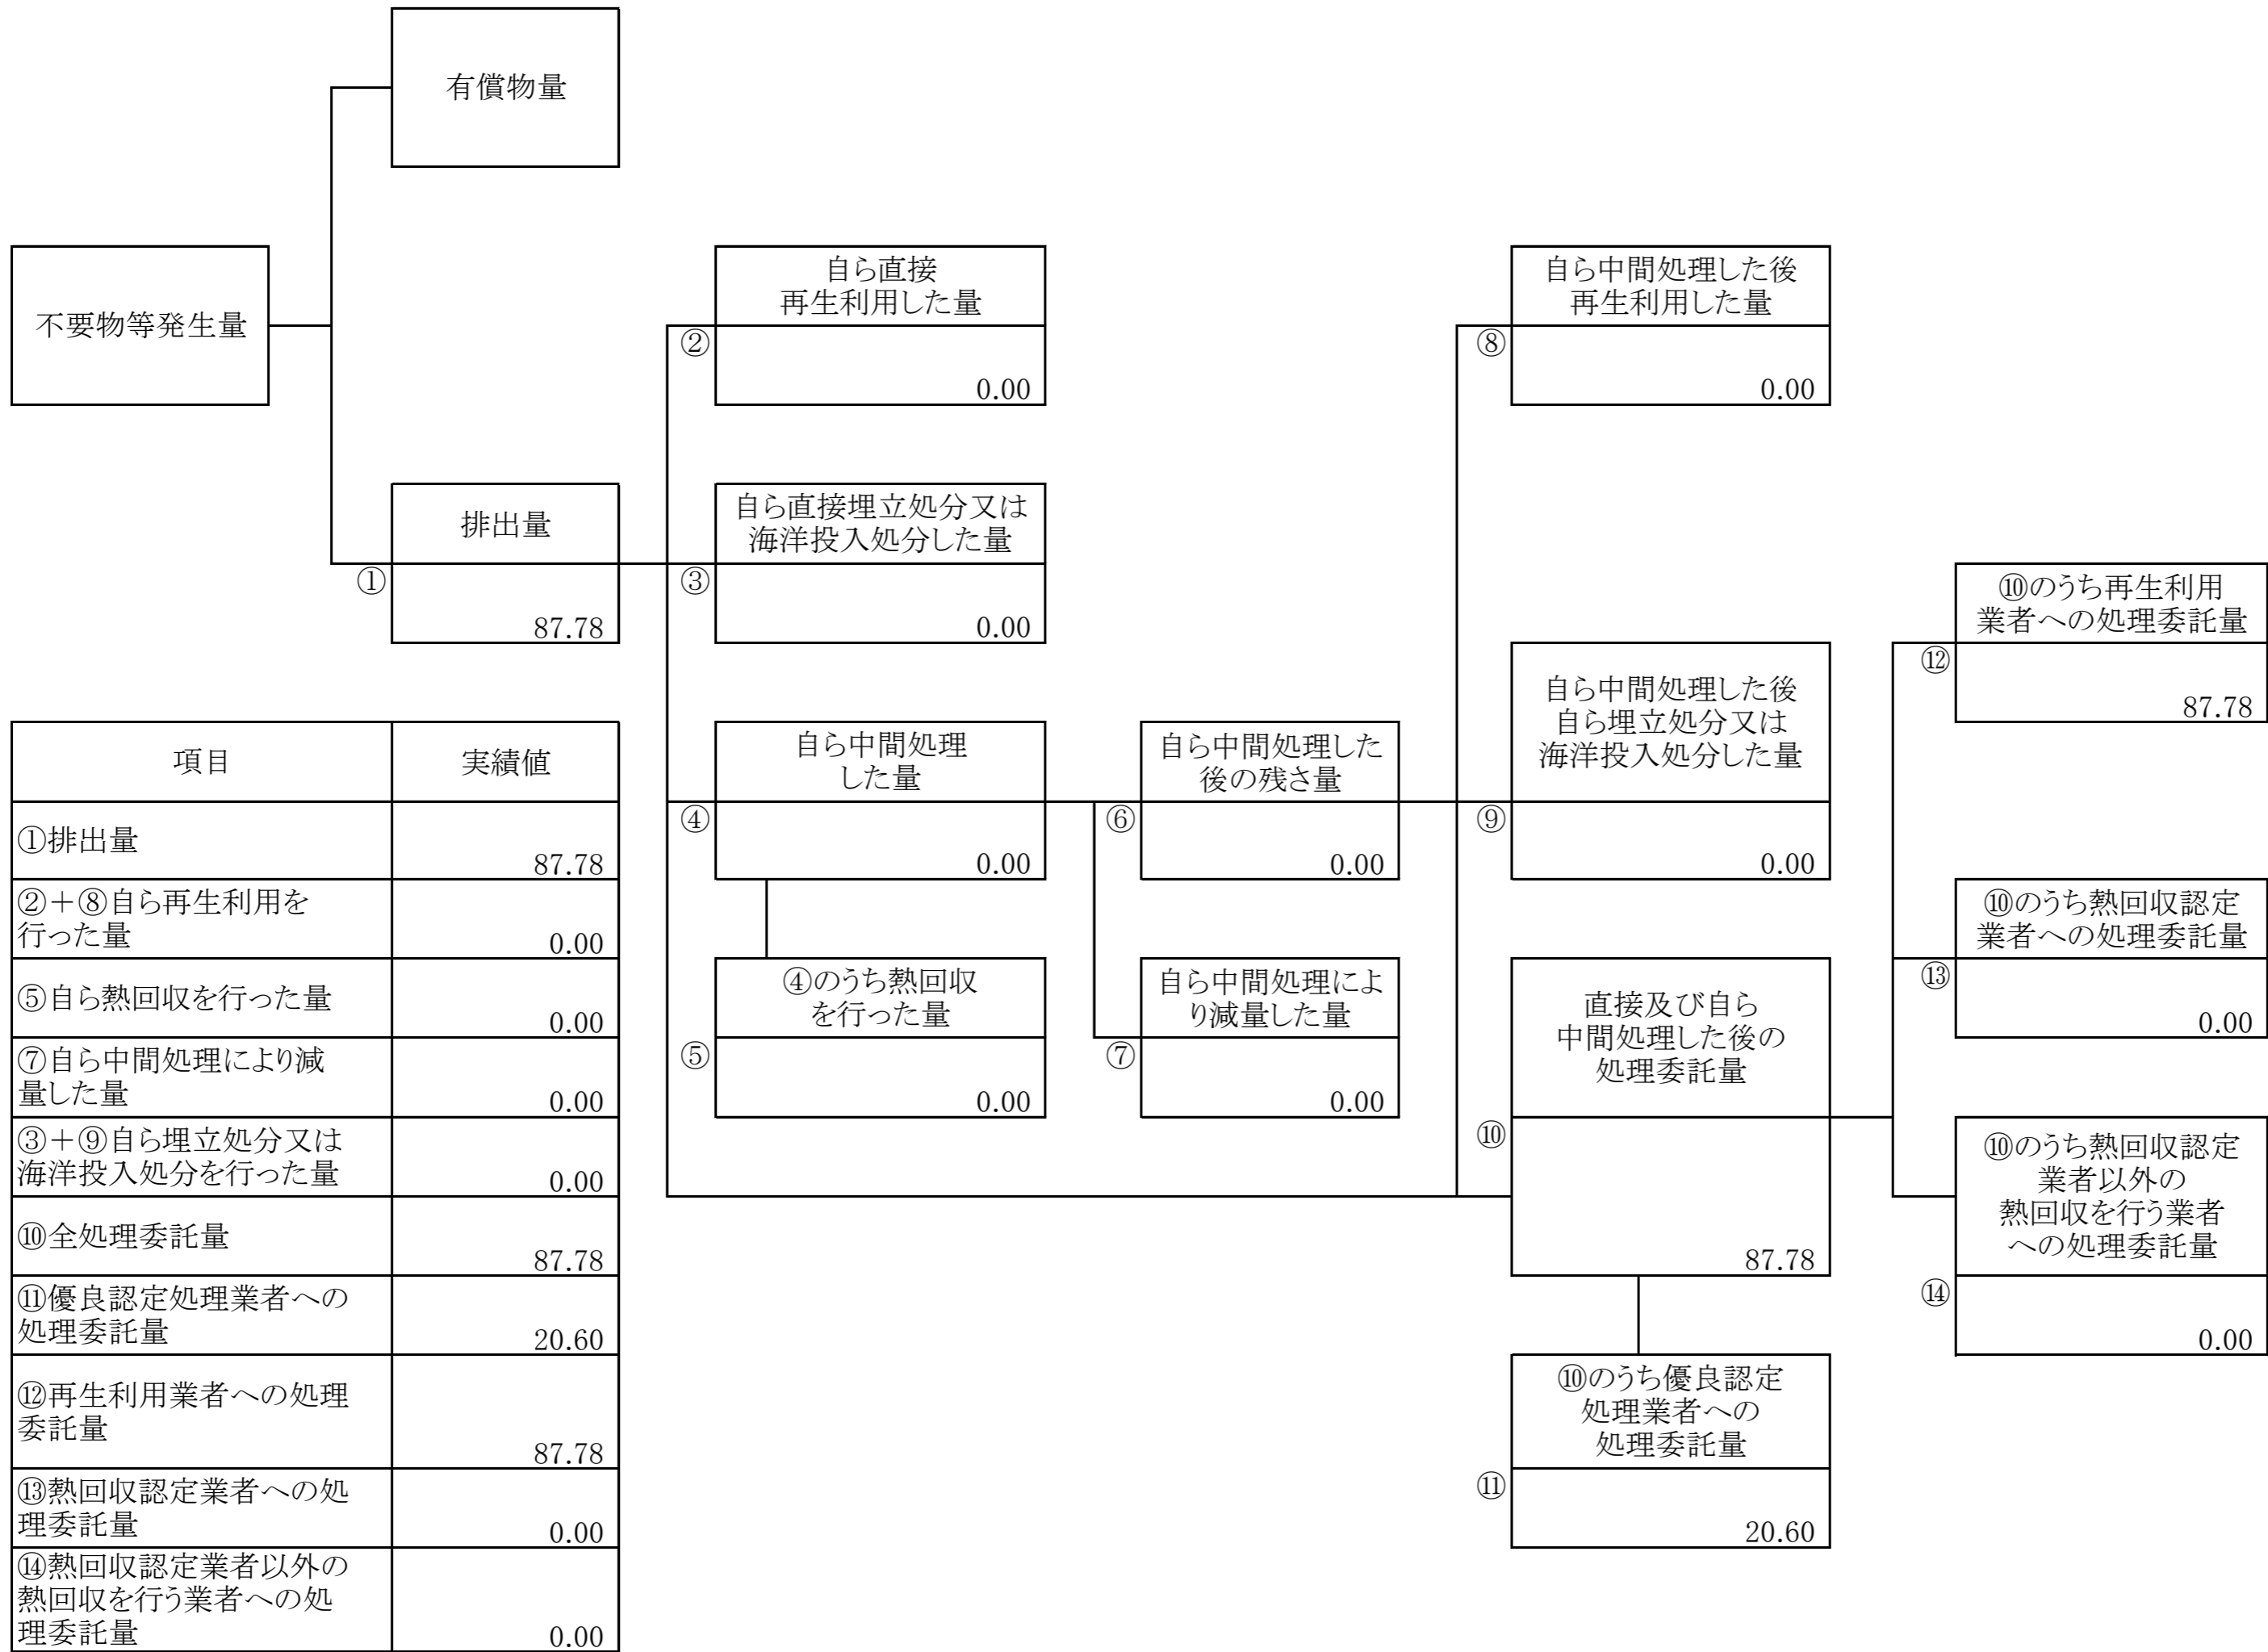 有償物量
不要物等発生量
自ら直接
再生利用した量
②
0.00
自ら中間処理した後
再生利用した量
⑧
0.00
排出量
①
87.78
自ら直接埋立処分又は
海洋投入処分した量
③
0.00
⑩のうち再生利用
業者への処理委託量
⑫
87.78
自ら中間処理
した量
④
0.00
自ら中間処理した
後の残さ量
⑥
0.00
自ら中間処理した後
自ら埋立処分又は
海洋投入処分した量
⑨
0.00
④のうち熱回収
を行った量
⑤
0.00
自ら中間処理によ
り減量した量
⑦
0.00
直接及び自ら
中間処理した後の
処理委託量
⑩
87.78
⑩のうち熱回収認定
業者への処理委託量
⑬
0.00
⑩のうち熱回収認定
業者以外の
熱回収を行う業者
への処理委託量
⑭
0.00
⑩のうち優良認定
処理業者への
処理委託量
⑪
20.60
項目 実績値
①排出量
87.78
②＋⑧自ら再生利用を
行った量
0.00
⑤自ら熱回収を行った量
0.00
⑦自ら中間処理により減
量した量
0.00
③＋⑨自ら埋立処分又は
海洋投入処分を行った量
0.00
⑩全処理委託量
87.78
⑪優良認定処理業者への
処理委託量
20.60
⑫再生利用業者への処理
委託量
87.78
⑬熱回収認定業者への処
理委託量
0.00
⑭熱回収認定業者以外の
熱回収を行う業者への処
理委託量
0.00